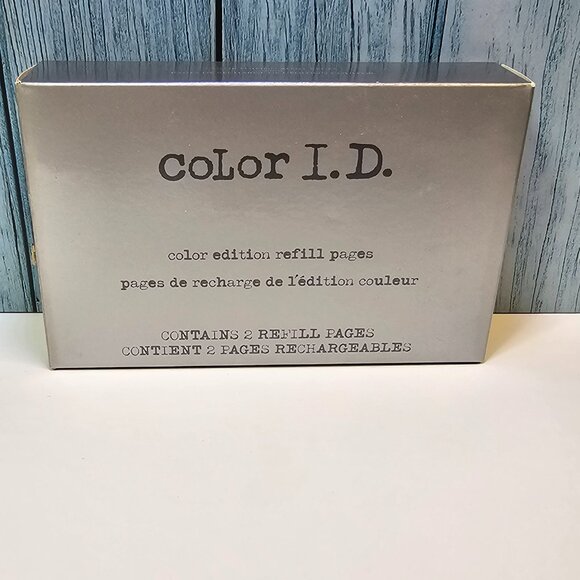 coLor I.D.
color edition refill pages
pages de recharge de l'édition couleur
CONTAINS 2 REFILL PAGES
CONTIENT 2 PAGES RECHARGEABLES